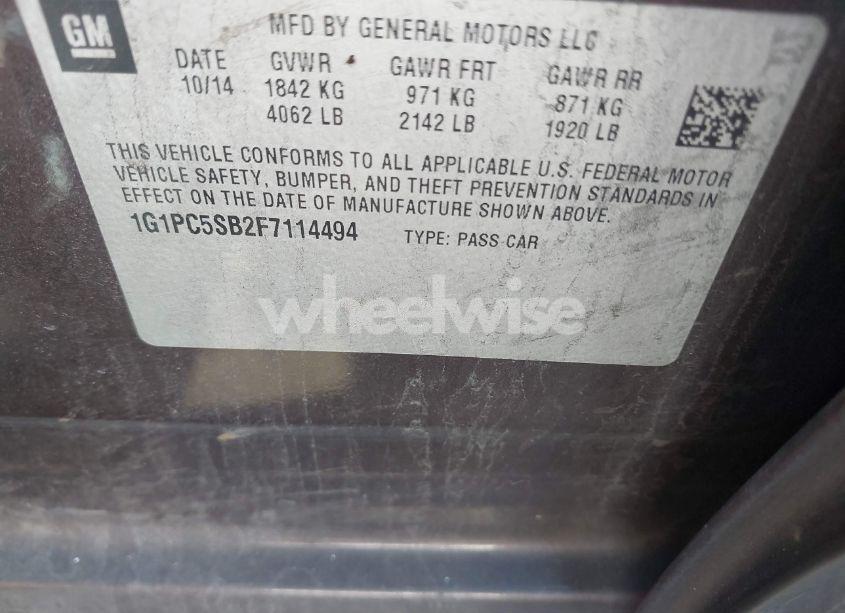 GM
MFD BY GENERAL MOTORS LLC
DATE GVWR GAWR FRT GAWR RR
10/14 1842 KG 971 KG 871 KG
4062 LB 2142 LB 1920 LB
THIS VEHICLE CONFORMS TO ALL APPLICABLE U.S. FEDERAL MOTOR
VEHICLE SAFETY, BUMPER, AND THEFT PREVENTION STANDARDS IN
EFFECT ON THE DATE OF MANUFACTURE SHOWN ABOVE.
1G1PC5SB2F7114494 TYPE: PASS CAR
wheelwise